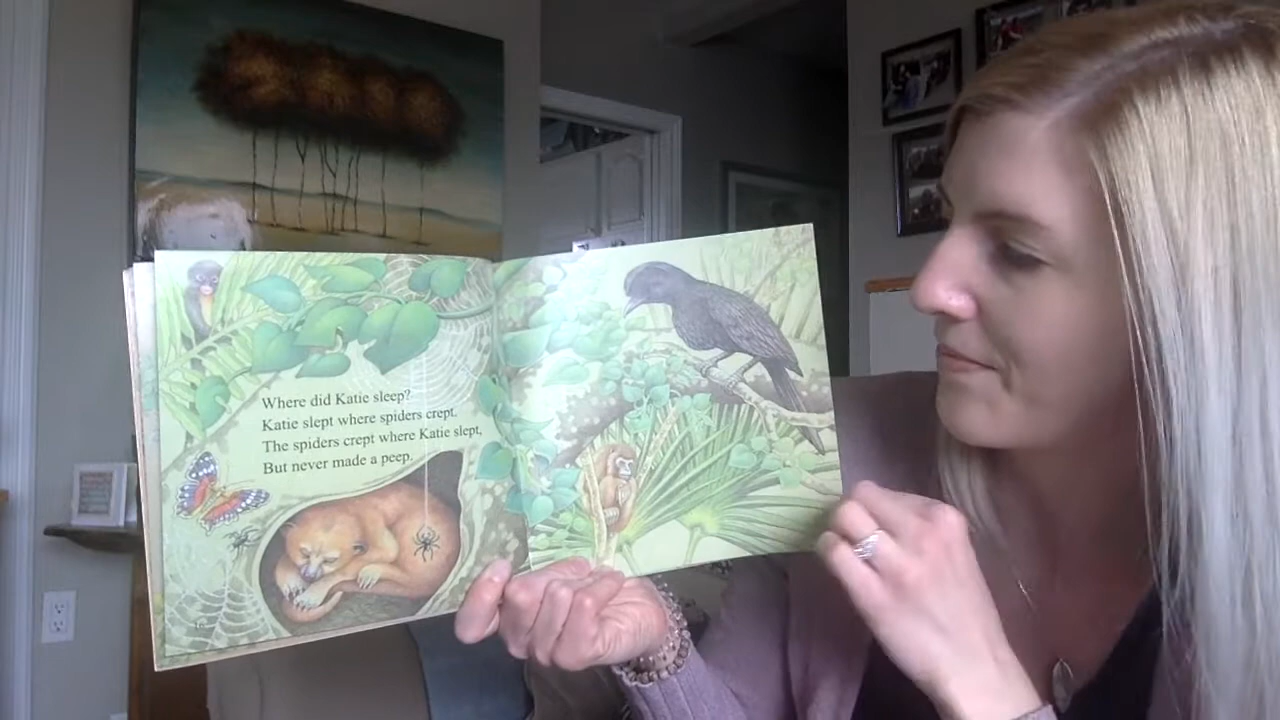 Where did Katie sleep?
Katie slept where spiders crept.
The spiders crept where Katie slept,
But never made a peep.